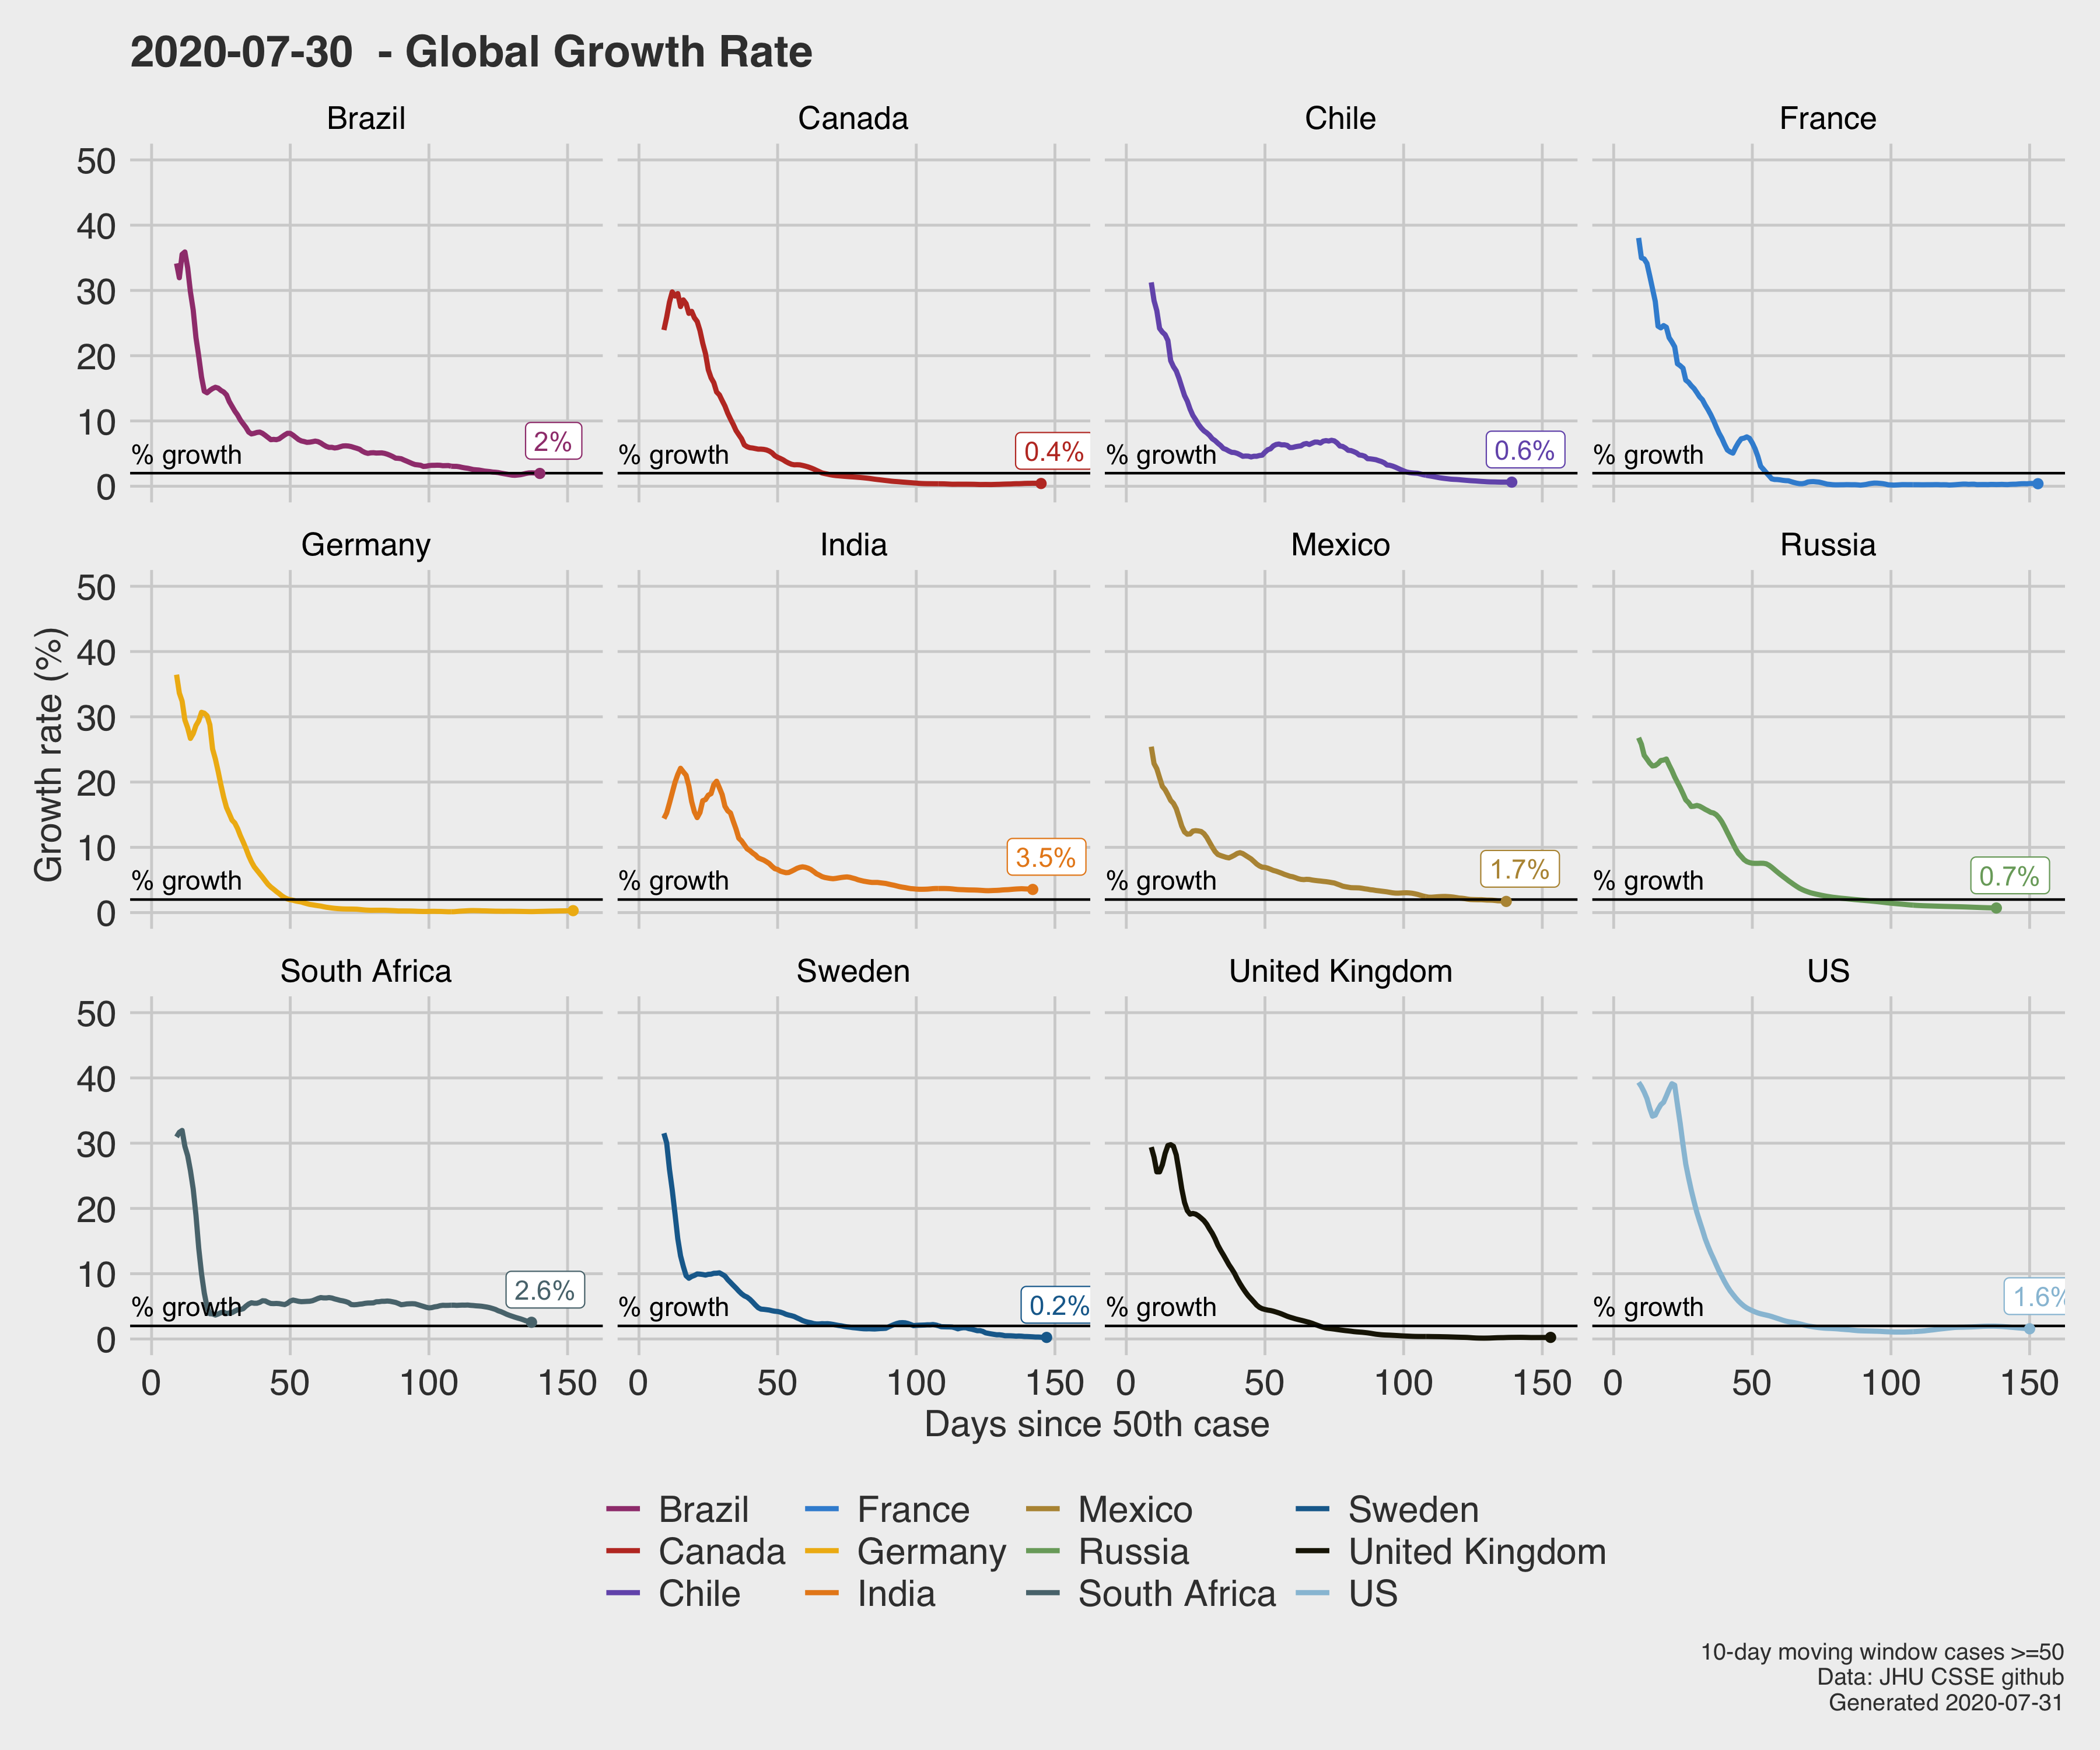 2020-07-30 - Global Growth Rate
Brazil
Canada
Chile
France
50
40
30
20
10
0
% growth
2%
% growth
0.4%
% growth
0.6%
% growth
Germany
India
Mexico
Russia
Growth rate (%)
50
40
30
20
10
0
% growth
% growth
3.5%
% growth
1.7%
% growth
0.7%
South Africa
Sweden
United Kingdom
US
50
40
30
20
10
0
% growth
2.6%
% growth
0.2%
% growth
% growth
1.6%
0 50 100 150
0 50 100 150
0 50 100 150
0 50 100 150
Days since 50th case
Brazil France Mexico Sweden
Canada Germany Russia United Kingdom
Chile India South Africa US
10-day moving window cases >=50
Data: JHU CSSE github
Generated 2020-07-31